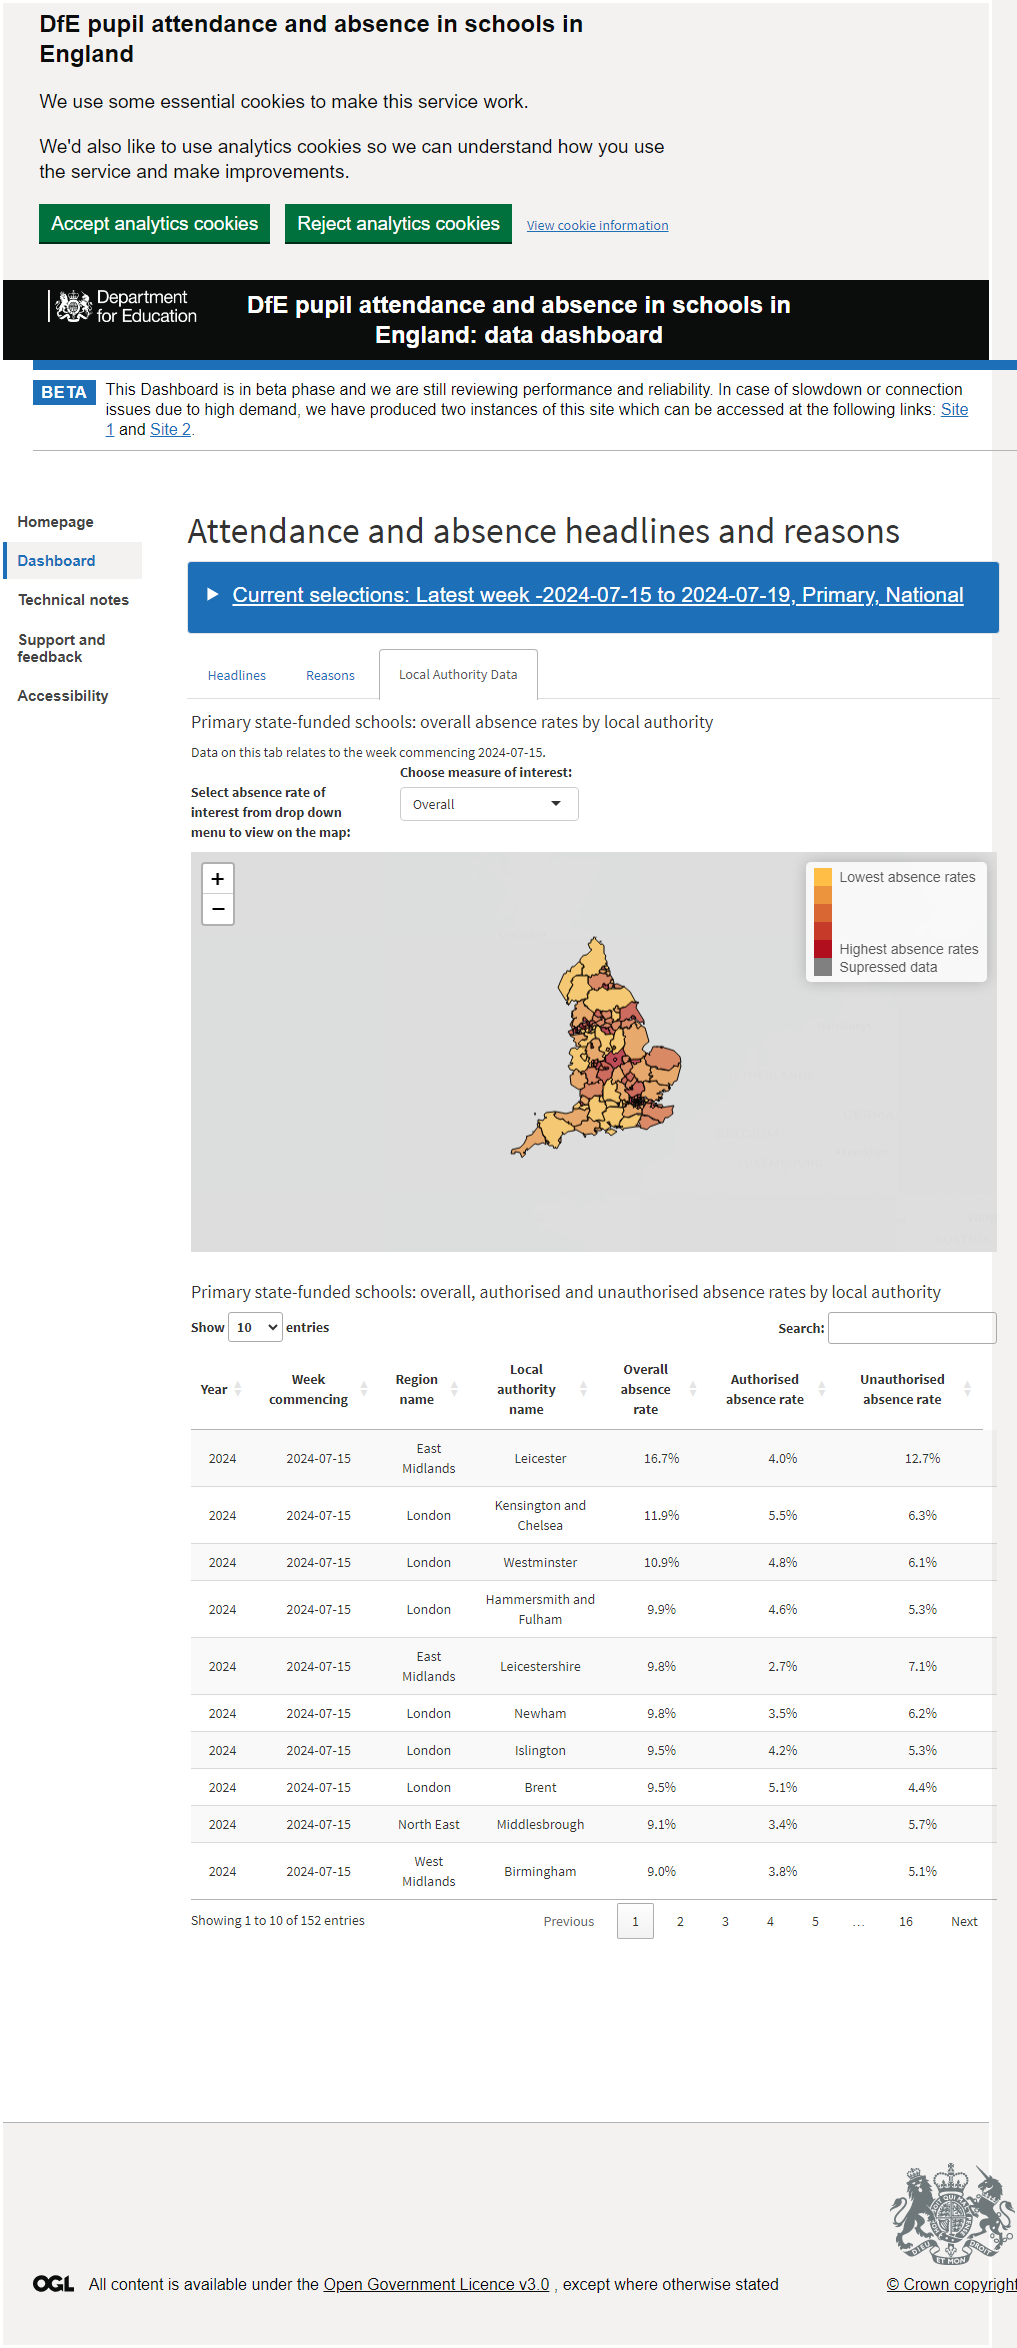 DfE pupil attendance and absence in schools in
England
We use some essential cookies to make this service work.
We'd also like to use analytics cookies so we can understand how you use
the service and make improvements.
Accept analytics cookies Reject analytics cookies View cookie information
Department
for Education
DfE pupil attendance and absence in schools in
England: data dashboard
BETA This Dashboard is in beta phase and we are still reviewing performance and reliability. In case of slowdown or connection
issues due to high demand, we have produced two instances of this site which can be accessed at the following links: Site
1 and Site 2.
Homepage
Dashboard
Technical notes
Support and
feedback
Accessibility
Attendance and absence headlines and reasons
Current selections: Latest week -2024-07-15 to 2024-07-19, Primary, National
Headlines Reasons Local Authority Data
Primary state-funded schools: overall absence rates by local authority
Data on this tab relates to the week commencing 2024-07-15.
Select absence rate of
interest from drop down
menu to view on the map:
Choose measure of interest:
Overall
+
−
Lowest absence rates
Highest absence rates
Supressed data
Primary state-funded schools: overall, authorised and unauthorised absence rates by local authority
Show 10 entries Search:
Year Week commencing Region name Local authority name Overall absence rate Authorised absence rate Unauthorised absence rate
2024 2024-07-15 East Midlands Leicester 16.7% 4.0% 12.7%
2024 2024-07-15 London Kensington and Chelsea 11.9% 5.5% 6.3%
2024 2024-07-15 London Westminster 10.9% 4.8% 6.1%
2024 2024-07-15 London Hammersmith and Fulham 9.9% 4.6% 5.3%
2024 2024-07-15 East Midlands Leicestershire 9.8% 2.7% 7.1%
2024 2024-07-15 London Newham 9.8% 3.5% 6.2%
2024 2024-07-15 London Islington 9.5% 4.2% 5.3%
2024 2024-07-15 London Brent 9.5% 5.1% 4.4%
2024 2024-07-15 North East Middlesbrough 9.1% 3.4% 5.7%
2024 2024-07-15 West Midlands Birmingham 9.0% 3.8% 5.1%
Showing 1 to 10 of 152 entries Previous 1 2 3 4 5 … 16 Next
DIEU ET MON DROIT
OGL All content is available under the Open Government Licence v3.0 , except where otherwise stated © Crown copyright